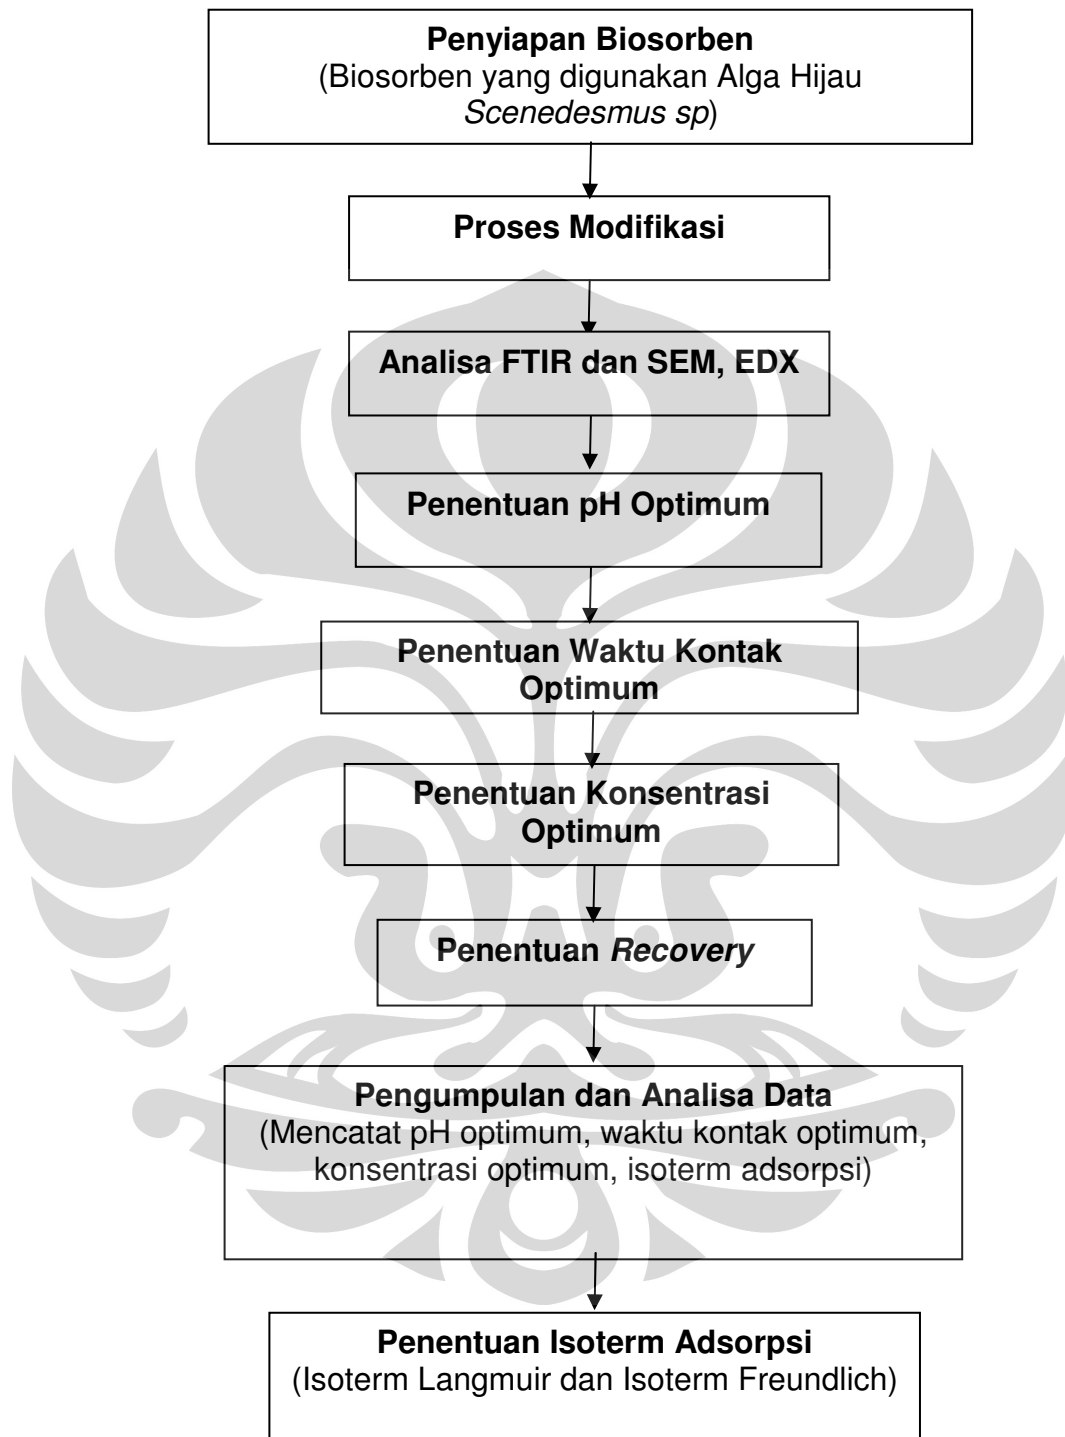 Penyiapan Biosorben
(Biosorben yang digunakan Alga Hijau
Scenedesmus sp)
Proses Modifikasi
Analisa FTIR dan SEM, EDX
Penentuan pH Optimum
Penentuan Waktu Kontak
Optimum
Penentuan Konsentrasi
Optimum
Penentuan Recovery
Pengumpulan dan Analisa Data
(Mencatat pH optimum, waktu kontak optimum,
konsentrasi optimum, isoterm adsorpsi)
Penentuan Isoterm Adsorpsi
(Isoterm Langmuir dan Isoterm Freundlich)